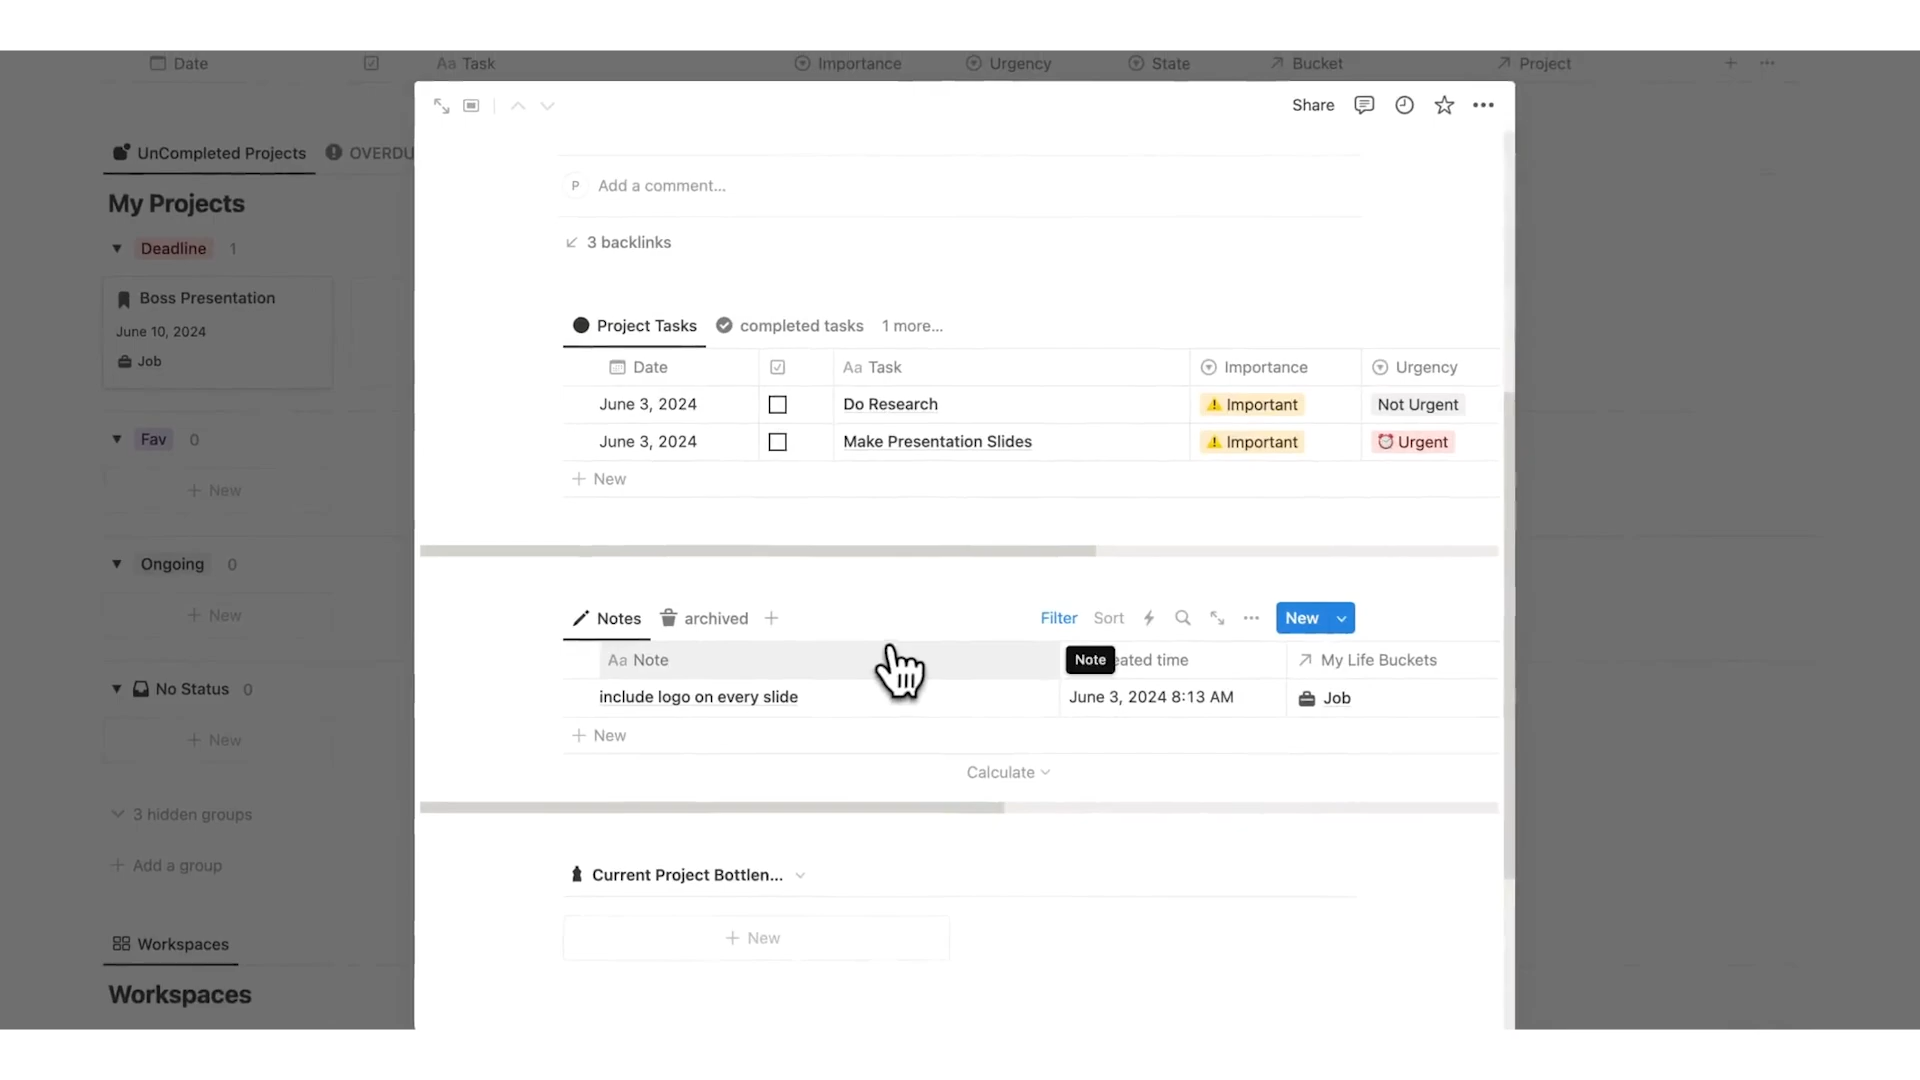 Date Aa Task Importance Urgency State Bucket Project
Share
UnCompleted Projects OVERDU
My Projects
Deadline 1
Boss Presentation
June 10, 2024
Job
Fav 0
+ New
Ongoing 0
+ New
No Status 0
+ New
3 hidden groups
+ Add a group
Workspaces
Workspaces
P Add a comment...
3 backlinks
Project Tasks completed tasks 1 more...
Date Aa Task Importance Urgency
June 3, 2024 Do Research ⚠️ Important Not Urgent
June 3, 2024 Make Presentation Slides ⚠️ Important ⏰ Urgent
+ New
Notes archived + Filter Sort New
Aa Note Note eated time My Life Buckets
include logo on every slide June 3, 2024 8:13 AM Job
+ New
Calculate
Current Project Bottlen...
+ New